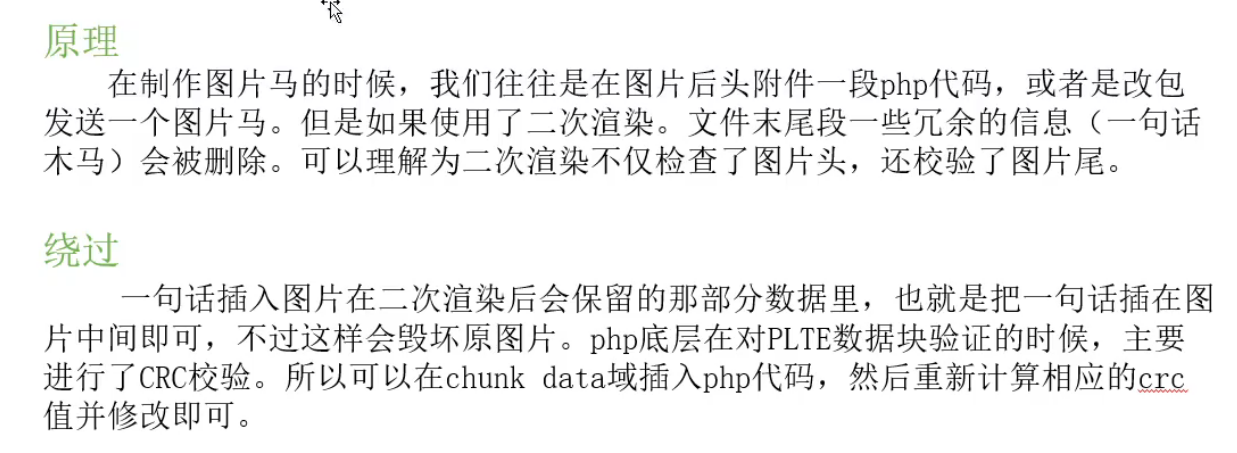 原理
在制作图片马的时候，我们往往是在图片后头附件一段php代码，或者是改包
发送一个图片马。但是如果使用了二次渲染。文件末尾段一些冗余的信息（一句话
木马）会被删除。可以理解为二次渲染不仅检查了图片头，还校验了图片尾。
绕过
一句话插入图片在二次渲染后会保留的那部分数据里，也就是把一句话插在图
片中间即可，不过这样会毁坏原图片。php底层在对PLTE数据块验证的时候，主要
进行了CRC校验。所以可以在chunk data域插入php代码，然后重新计算相应的crc
值并修改即可。